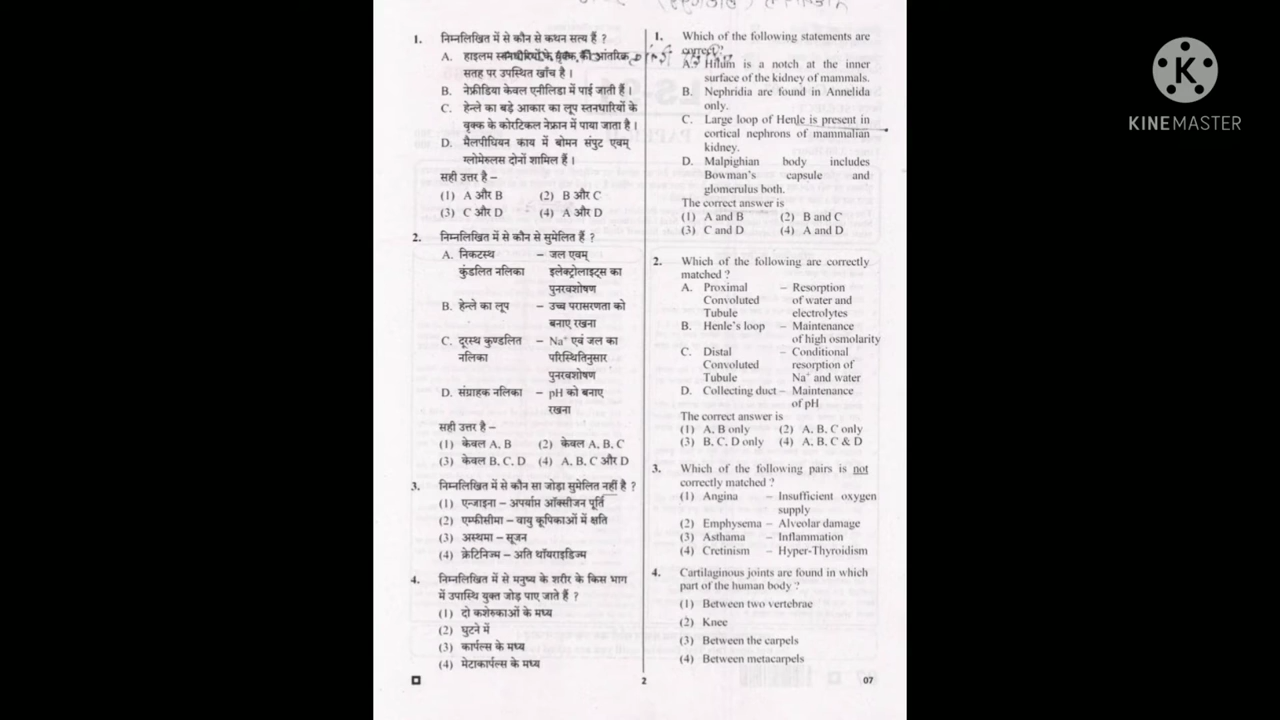 1. निम्नलिखित में से कौन से कथन सत्य हैं ?
A. हाइलम स्तनधारियों के वृक्क की आंतरिक
सतह पर उपस्थित खाँच है ।
B. नेफ्रीडिया केवल एनीलिडा में पाई जाती हैं ।
C. हेन्ले का बड़े आकार का लूप स्तनधारियों के
वृक्क के कोरटिकल नेफ्रान में पाया जाता है ।
D. मैलपीघियन काय में बोमन संपुट एवम्
ग्लोमेरुलस दोनों शामिल हैं ।
सही उत्तर है –
(1) A और B (2) B और C
(3) C और D (4) A और D
2. निम्नलिखित में से कौन से सुमेलित हैं ?
A. निकटस्थ – जल एवम्
कुंडलित नलिका इलेक्ट्रोलाइट्स का
पुनरवशोषण
B. हेन्ले का लूप – उच्च परासरणता को
बनाए रखना
C. दूरस्थ कुण्डलित – Na⁺ एवं जल का
नलिका परिस्थितिनुसार
पुनरवशोषण
D. संग्राहक नलिका – pH को बनाए
रखना
सही उत्तर है –
(1) केवल A, B (2) केवल A, B, C
(3) केवल B, C, D (4) A, B, C और D
3. निम्नलिखित में से कौन सा जोड़ा सुमेलित नहीं है ?
(1) एन्जाइना – अपर्याप्त ऑक्सीजन पूर्ति
(2) एम्फीसीमा – वायु कूपिकाओं में क्षति
(3) अस्थमा – सूजन
(4) क्रेटिनिज्म – अति थॉयराइडिज्म
4. निम्नलिखित में से मनुष्य के शरीर के किस भाग
में उपास्थि युक्त जोड़ पाए जाते हैं ?
(1) दो कशेरुकाओं के मध्य
(2) घुटने में
(3) कार्पल्स के मध्य
(4) मेटाकार्पल्स के मध्य
1. Which of the following statements are
correct ?
A. Hilum is a notch at the inner
surface of the kidney of mammals.
B. Nephridia are found in Annelida
only.
C. Large loop of Henle is present in
cortical nephrons of mammalian
kidney.
D. Malpighian body includes
Bowman's capsule and
glomerulus both.
The correct answer is
(1) A and B (2) B and C
(3) C and D (4) A and D
2. Which of the following are correctly
matched ?
A. Proximal – Resorption
Convoluted of water and
Tubule electrolytes
B. Henle's loop – Maintenance
of high osmolarity
C. Distal – Conditional
Convoluted resorption of
Tubule Na⁺ and water
D. Collecting duct – Maintenance
of pH
The correct answer is
(1) A, B only (2) A, B, C only
(3) B, C, D only (4) A, B, C & D
3. Which of the following pairs is not
correctly matched ?
(1) Angina – Insufficient oxygen
supply
(2) Emphysema – Alveolar damage
(3) Asthama – Inflammation
(4) Cretinism – Hyper-Thyroidism
4. Cartilaginous joints are found in which
part of the human body ?
(1) Between two vertebrae
(2) Knee
(3) Between the carpels
(4) Between metacarpels
2
07
K
KINEMASTER